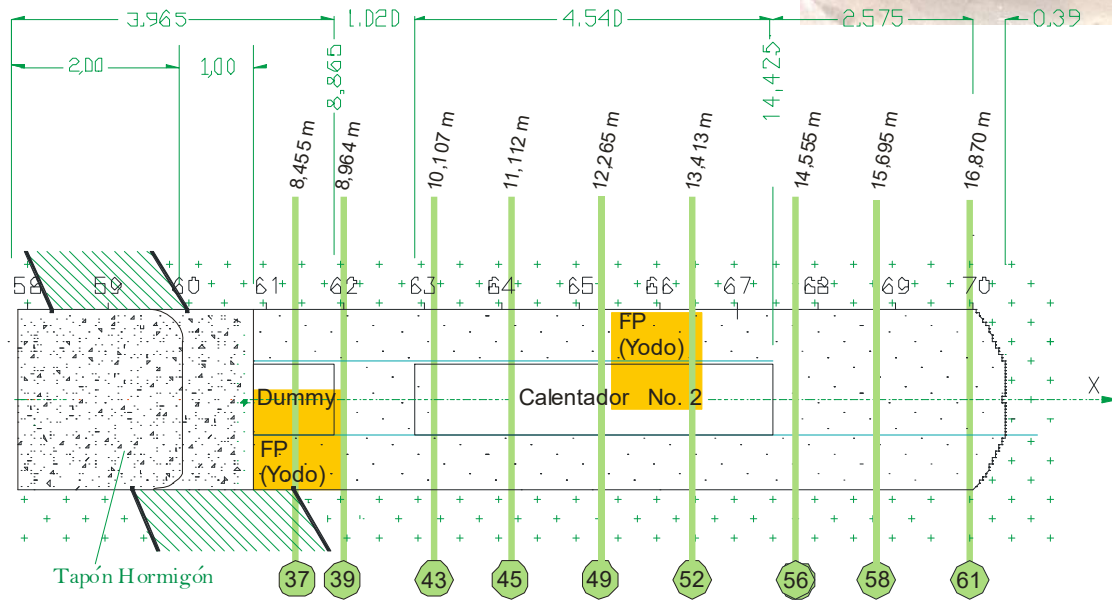 3.965 1.020 4.540 2,575 0.39
2,00 1,00
8,865
14,425
8,455 m
8,964 m
10,107 m
11,112 m
12,265 m
13,413 m
14,555 m
15,695 m
16,870 m
58 59 60 61 62 63 64 65 66 67 68 69 70
FP
(Yodo)
X
Dummy
Calentador No. 2
FP
(Yodo)
Tapón Hormigón
37 39 43 45 49 52 56 58 61